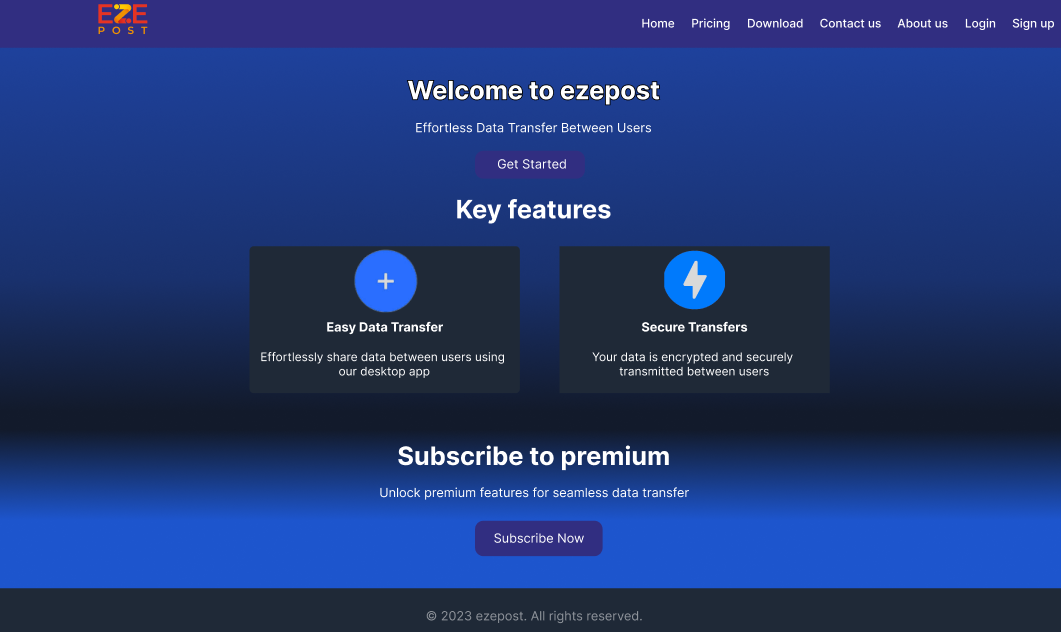 EZE
POST
Home Pricing Download Contact us About us Login Sign up
Welcome to ezepost
Effortless Data Transfer Between Users
Get Started
Key features
Easy Data Transfer
Effortlessly share data between users using
our desktop app
Secure Transfers
Your data is encrypted and securely
transmitted between users
Subscribe to premium
Unlock premium features for seamless data transfer
Subscribe Now
© 2023 ezepost. All rights reserved.